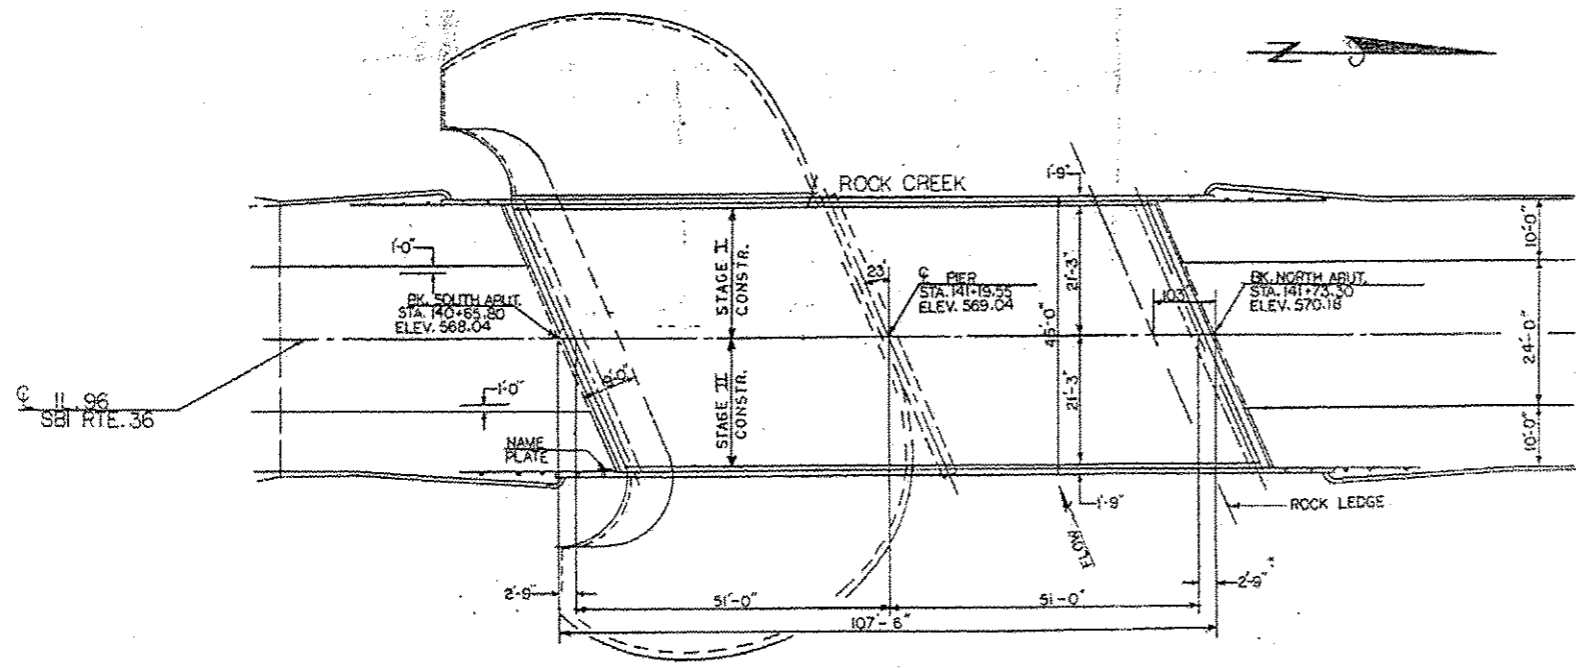 N
ROCK CREEK
1'-9"
10'-0"
1'-0"
STAGE I
CONSTR.
21'-3"
23'
℄ PIER
STA. 141+19.55
ELEV. 569.04
BK. NORTH ABUT.
STA. 141+73.30
ELEV. 570.18
103'
BK. SOUTH ABUT.
STA. 140+65.80
ELEV. 568.04
46'-0"
24'-0"
℄ IL. 96
SBI RTE. 36
1'-0"
STAGE II
CONSTR.
21'-3"
10'-0"
NAME
PLATE
1'-9"
ROCK LEDGE
FLOW
2'-9"
51'-0"
51'-0"
2'-9"
107'-6"